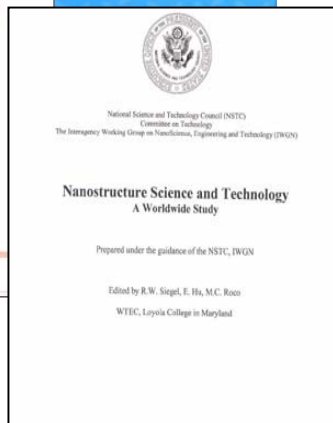 National Science and Technology Council (NSTC)
Committee on Technology
The Interagency Working Group on NanoScience, Engineering and Technology (IWGN)
Nanostructure Science and Technology
A Worldwide Study
Prepared under the guidance of the NSTC, IWGN
Edited by R.W. Siegel, E. Hu, M.C. Roco
WTEC, Loyola College in Maryland